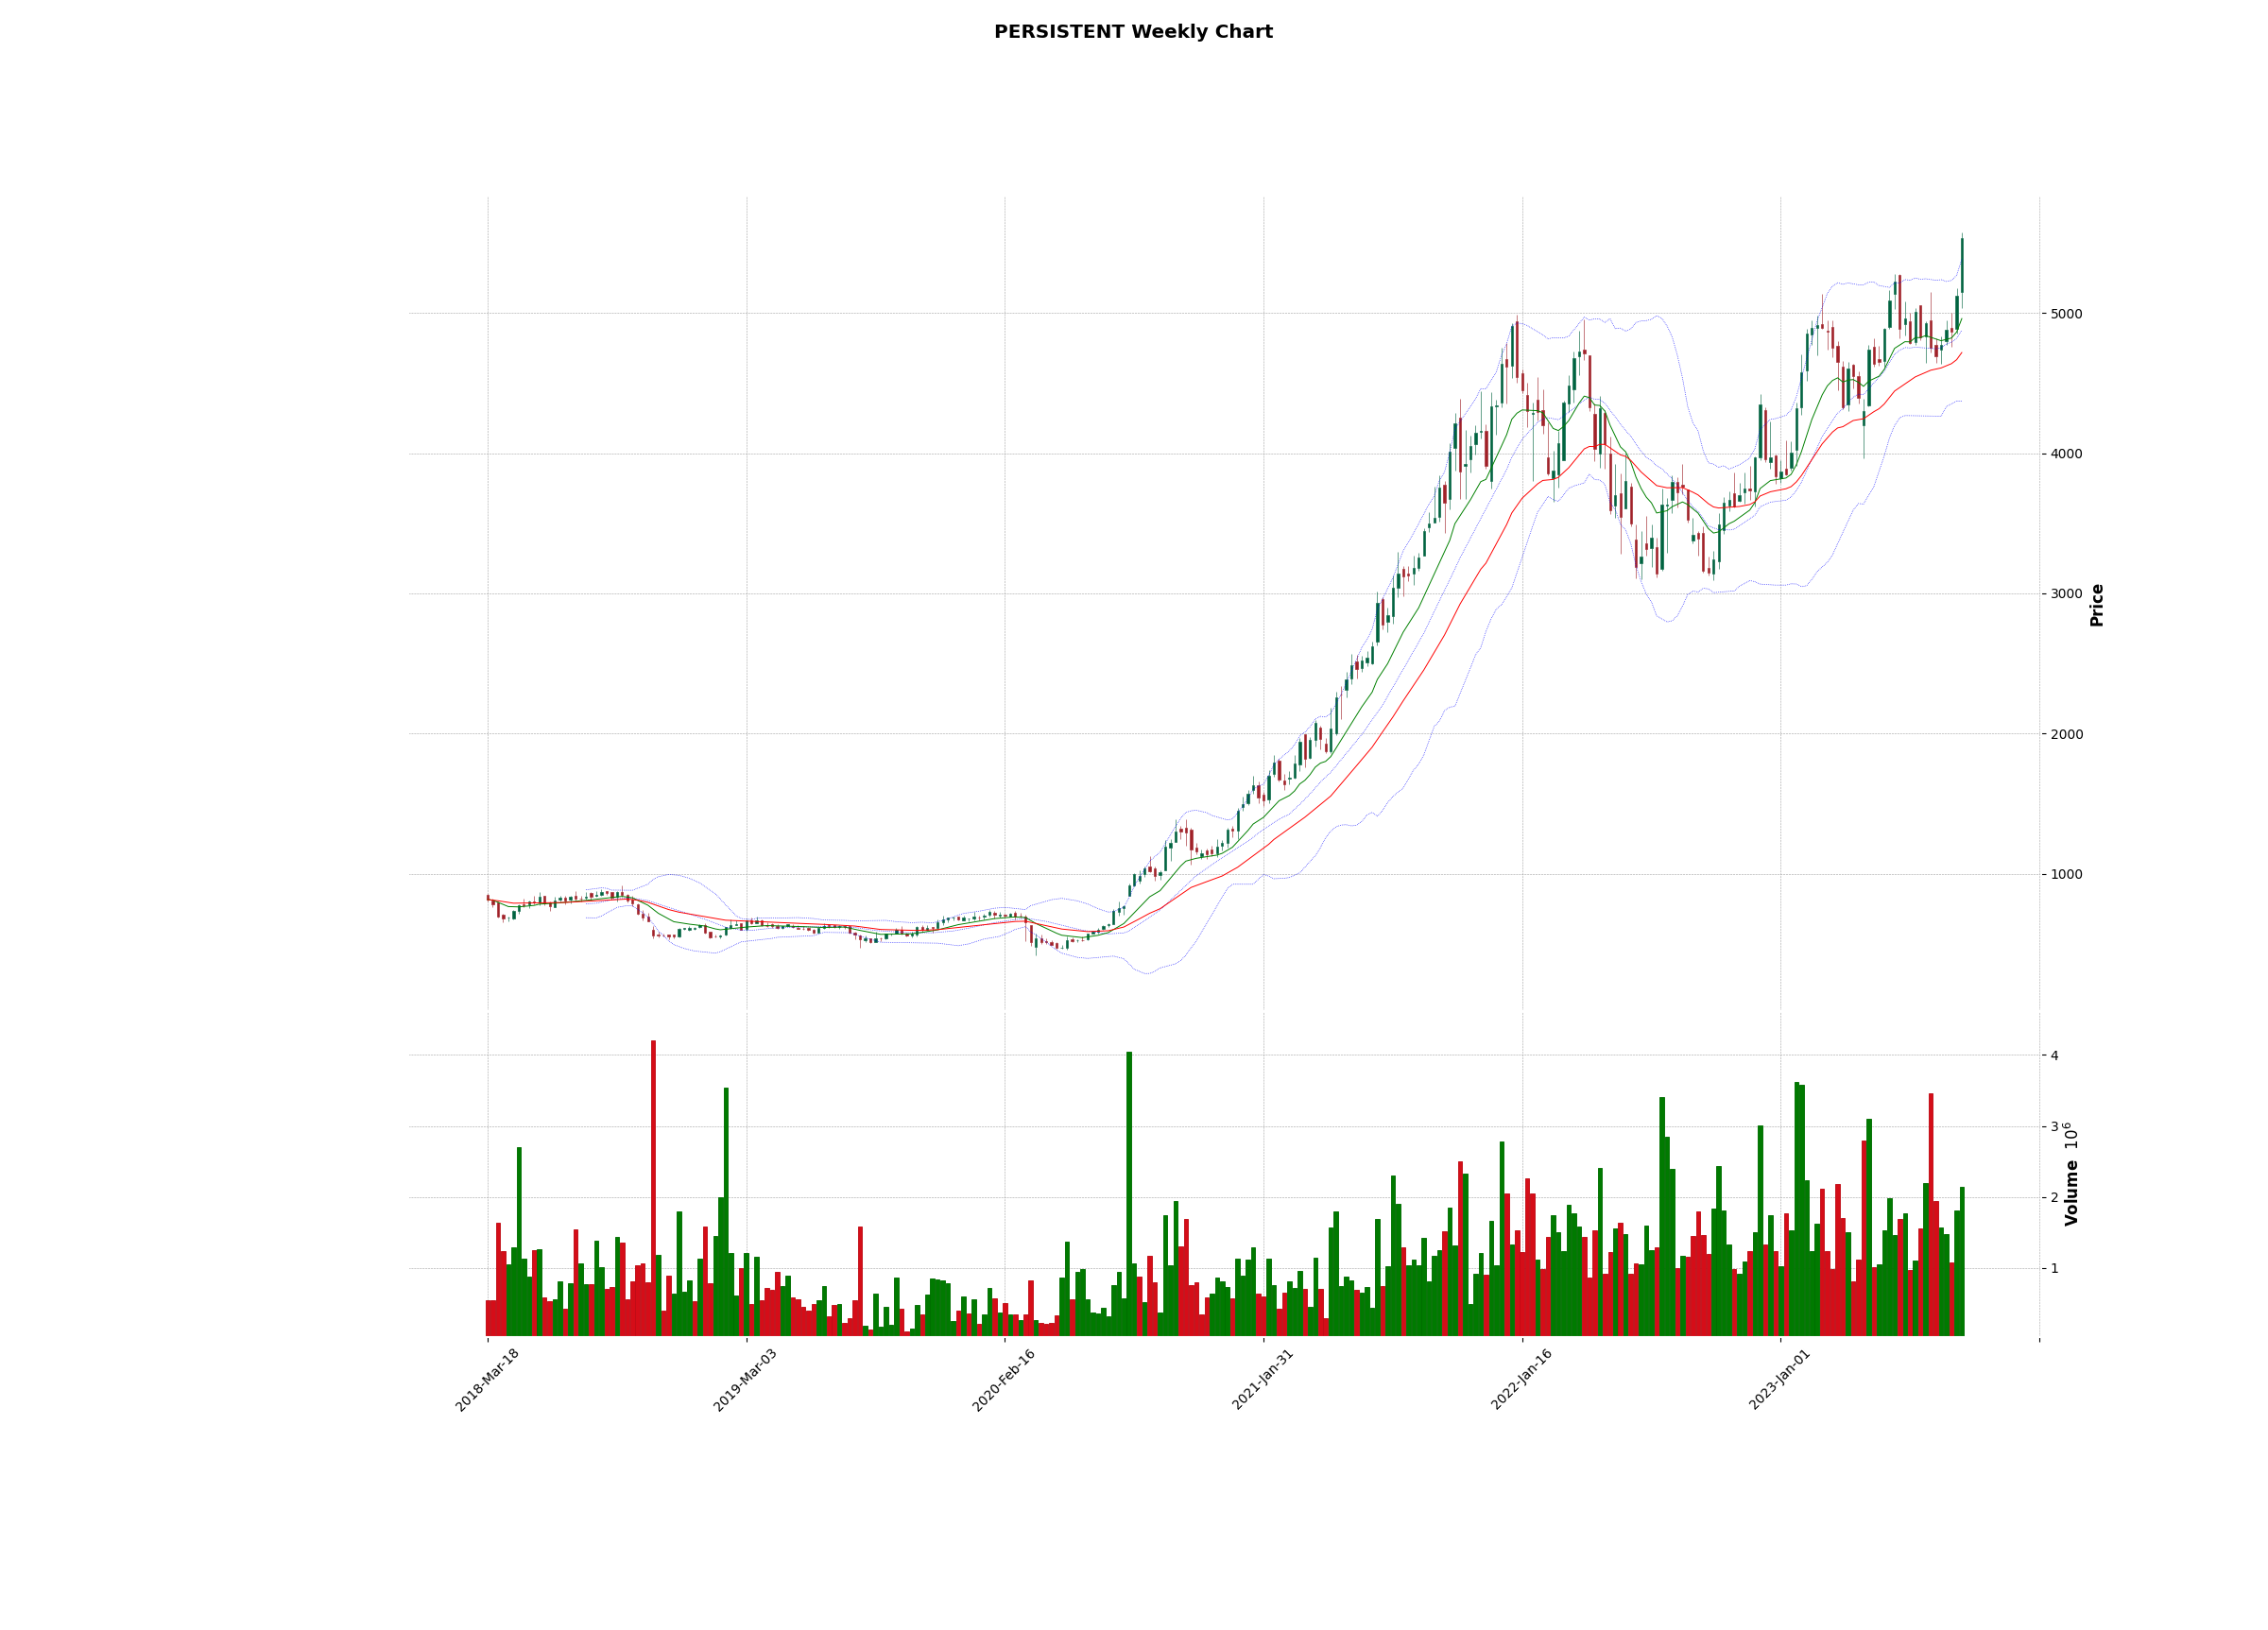 PERSISTENT Weekly Chart
5000
4000
3000
2000
1000
Price
4
3
2
1
Volume 10^6
2018-Mar-18
2019-Mar-03
2020-Feb-16
2021-Jan-31
2022-Jan-16
2023-Jan-01